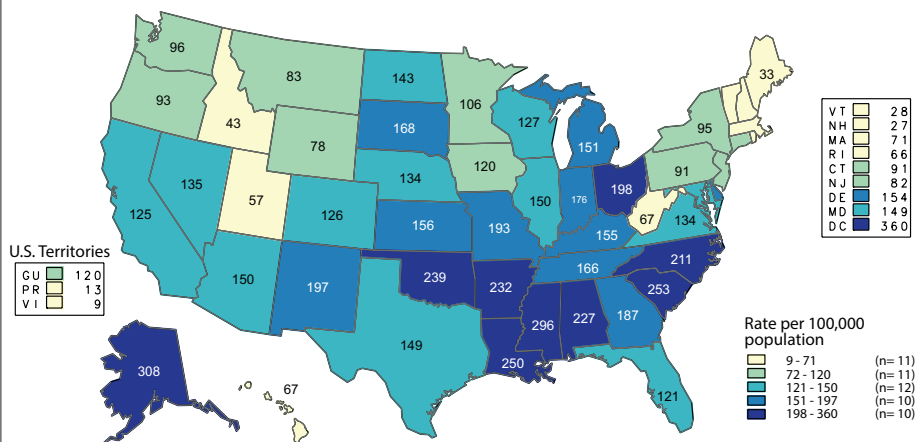 96
33
83
143
106
93
127
95
VT 28
NH 27
MA 71
RI 66
CT 91
NJ 82
DE 154
MD 149
DC 360
43
168
151
78
120
91
135
134
198
57
150
176
125
126
67
134
156
193
155
U.S. Territories
GU 120
PR 13
VI 9
150
197
239
232
166
211
253
296
227
187
149
250
308
67
121
Rate per 100,000
population
9 - 71 (n= 11)
72 - 120 (n= 11)
121 - 150 (n= 12)
151 - 197 (n= 10)
198 - 360 (n= 10)